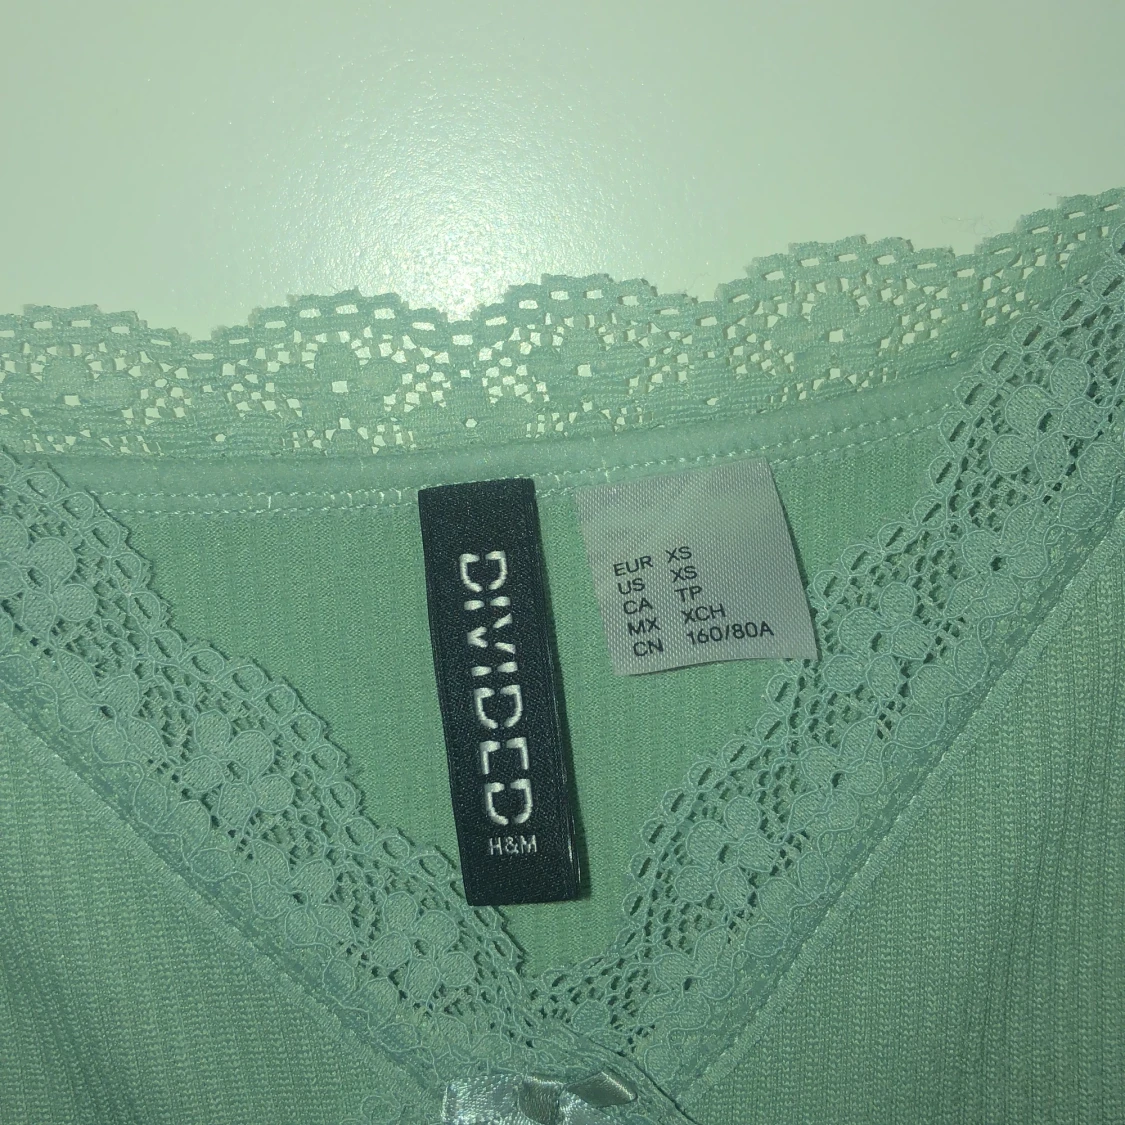 DIVIDED
H&M
EUR XS
US XS
CA TP
MX XCH
CN 160/80A